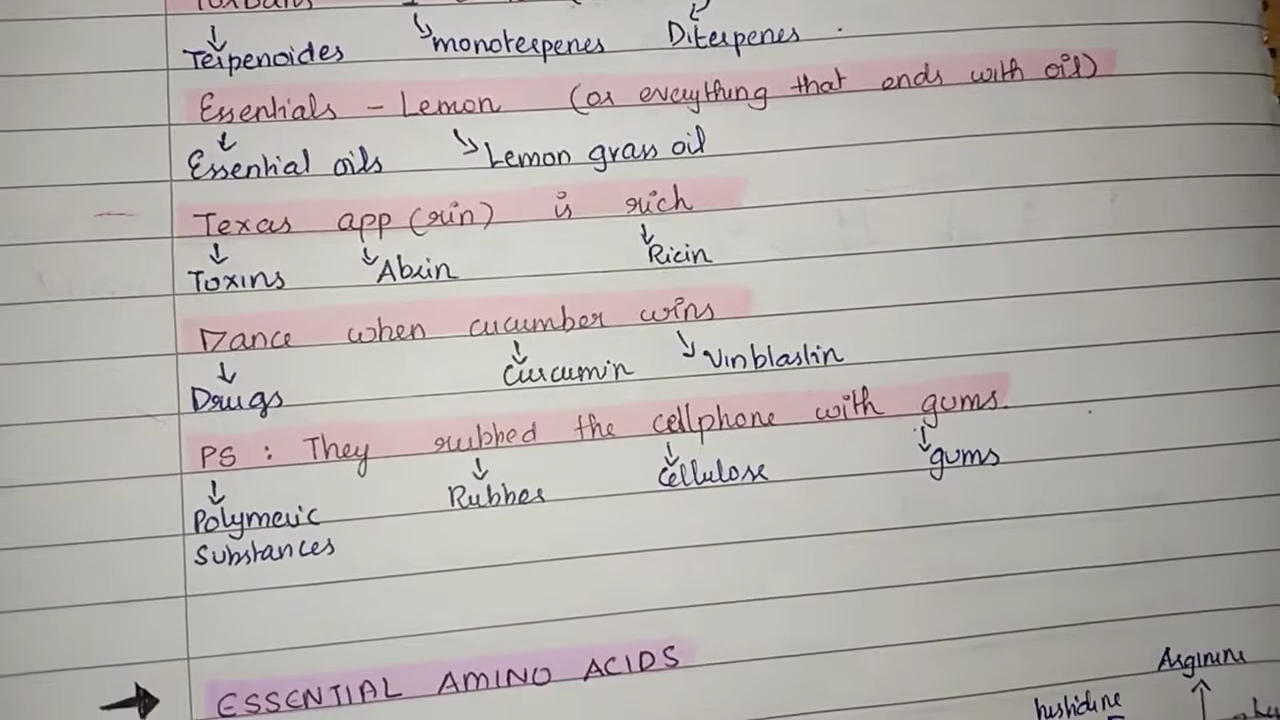 ↓ ↘ ↙
Terpenoides monoterpenes Diterpenes .
Essentials - Lemon (or everything that ends with oil)
↓ ↘
Essential oils Lemon grass oil
Texas app(rin) is rich
↓ ↘ ↓
Toxins Abrin Ricin
Dance when cucumber wins
↓ ↓ ↘
Drugs Curcumin Vinblastin
PS : They rubbed the cellphone with gums.
↓ ↓ ↓ ↓
Polymeric Rubber Cellulose gums
Substances
→ ESSENTIAL AMINO ACIDS
Arginine
histidine